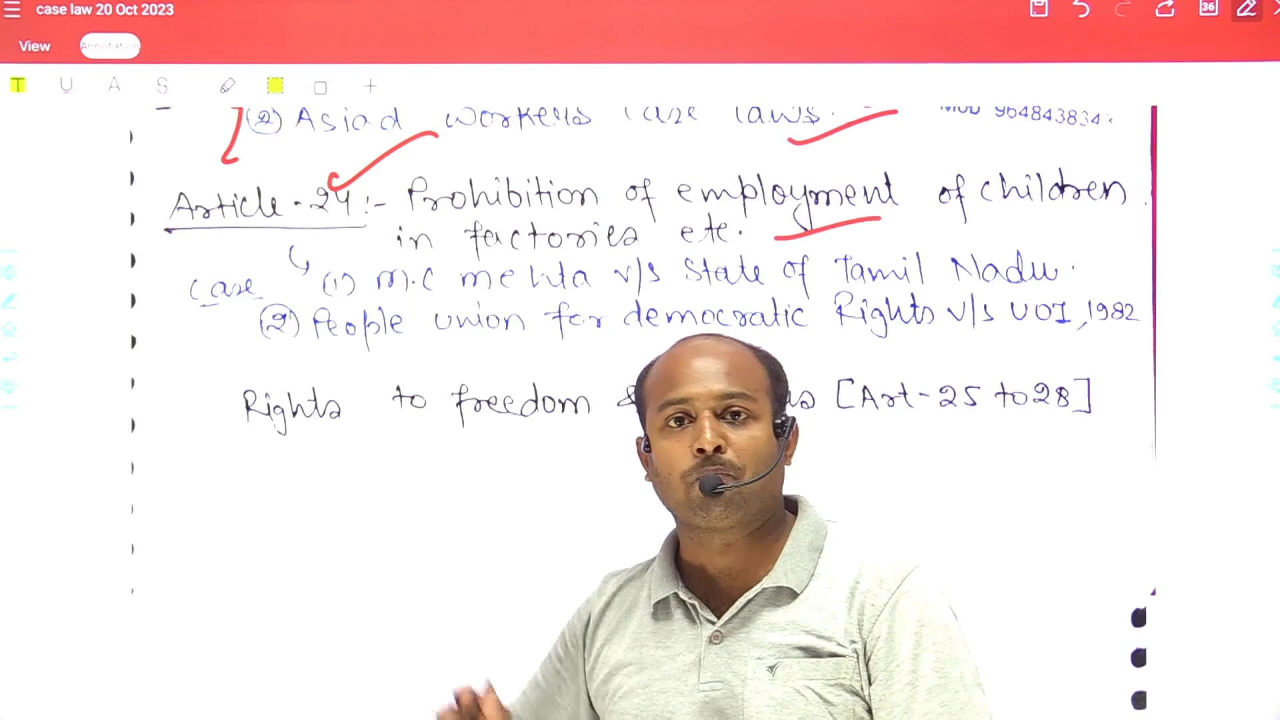 case law 20 Oct 2023
36
View
Annotation
T U A S
(2) Asiad workers case laws.
Article-24 :- Prohibition of employment of children
in factories etc.
case (1) M.C mehta v/s State of Tamil Nadu.
(2) People union for democratic Rights v/s UOI, 1982
Rights to freedom [Art-25 to 28]